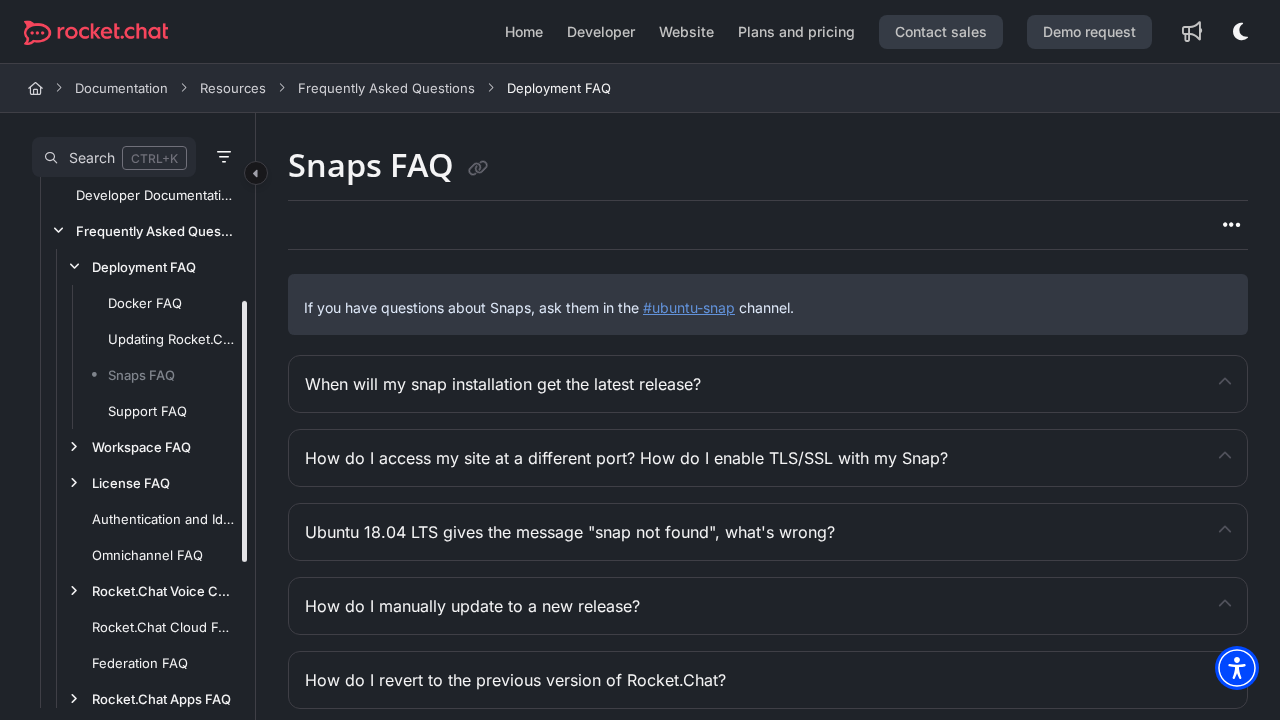 rocket.chat
Home Developer Website Plans and pricing Contact sales Demo request
Documentation Resources Frequently Asked Questions Deployment FAQ
Search CTRL+K
Developer Documentati...
Frequently Asked Ques...
Deployment FAQ
Docker FAQ
Updating Rocket.C...
Snaps FAQ
Support FAQ
Workspace FAQ
License FAQ
Authentication and Id...
Omnichannel FAQ
Rocket.Chat Voice C...
Rocket.Chat Cloud F...
Federation FAQ
Rocket.Chat Apps FAQ
Snaps FAQ
If you have questions about Snaps, ask them in the #ubuntu-snap channel.
When will my snap installation get the latest release?
How do I access my site at a different port? How do I enable TLS/SSL with my Snap?
Ubuntu 18.04 LTS gives the message "snap not found", what's wrong?
How do I manually update to a new release?
How do I revert to the previous version of Rocket.Chat?